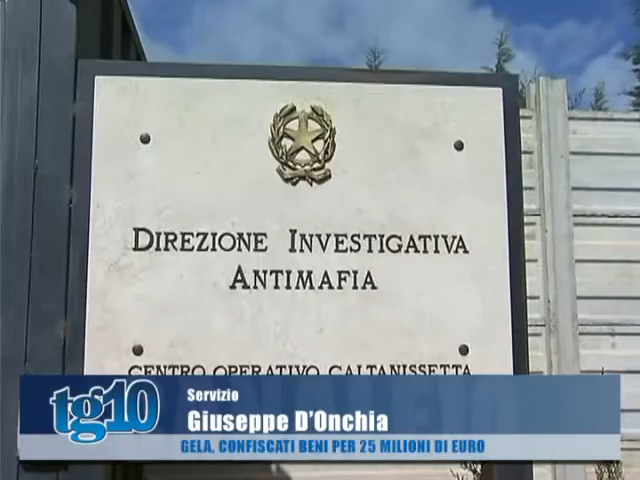 DIREZIONE INVESTIGATIVA
ANTIMAFIA
CENTRO OPERATIVO CALTANISSETTA
tg10
Servizio
Giuseppe D'Onchia
GELA, CONFISCATI BENI PER 25 MILIONI DI EURO